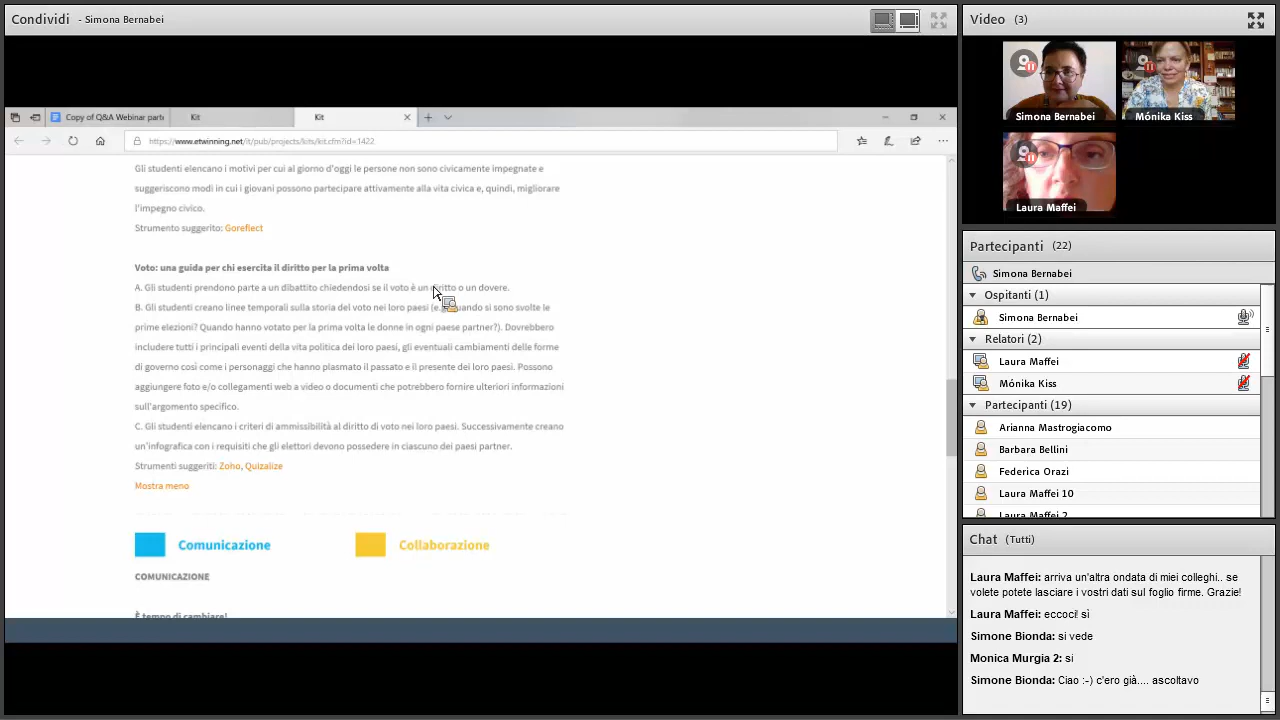 Condividi - Simona Bernabei
Copy of Q&A Webinar parte
Kit
Kit
https://www.etwinning.net/it/pub/projects/kits/kit.cfm?id=1422
Gli studenti elencano i motivi per cui al giorno d'oggi le persone non sono civicamente impegnate e
suggeriscono modi in cui i giovani possono partecipare attivamente alla vita civica e, quindi, migliorare
l'impegno civico.
Strumento suggerito: Goreflect
Voto: una guida per chi esercita il diritto per la prima volta
A. Gli studenti prendono parte a un dibattito chiedendosi se il voto è un diritto o un dovere.
B. Gli studenti creano linee temporali sulla storia del voto nei loro paesi (e. quando si sono svolte le
prime elezioni? Quando hanno votato per la prima volta le donne in ogni paese partner?). Dovrebbero
includere tutti i principali eventi della vita politica dei loro paesi, gli eventuali cambiamenti delle forme
di governo così come i personaggi che hanno plasmato il passato e il presente dei loro paesi. Possono
aggiungere foto e/o collegamenti web a video o documenti che potrebbero fornire ulteriori informazioni
sull'argomento specifico.
C. Gli studenti elencano i criteri di ammissibilità al diritto di voto nei loro paesi. Successivamente creano
un'infografica con i requisiti che gli elettori devono possedere in ciascuno dei paesi partner.
Strumenti suggeriti: Zoho, Quizalize
Mostra meno
Comunicazione
Collaborazione
COMUNICAZIONE
È tempo di cambiare!
Video (3)
Simona Bernabei
Mónika Kiss
Laura Maffei
Partecipanti (22)
Simona Bernabei
Ospitanti (1)
Simona Bernabei
Relatori (2)
Laura Maffei
Mónika Kiss
Partecipanti (19)
Arianna Mastrogiacomo
Barbara Bellini
Federica Orazi
Laura Maffei 10
Laura Maffei 2
Chat (Tutti)
Laura Maffei: arriva un'altra ondata di miei colleghi.. se
volete potete lasciare i vostri dati sul foglio firme. Grazie!
Laura Maffei: eccoci! sì
Simone Bionda: si vede
Monica Murgia 2: si
Simone Bionda: Ciao :-) c'ero già.... ascoltavo